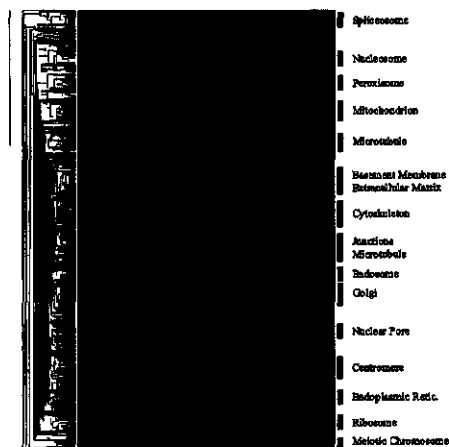 Spliceosome
Nucleosome
Peroxisome
Mitochondrion
Microtubule
Basement Membrane
Extracellular Matrix
Cytoskeleton
Junctions
Microtubule
Endosome
Golgi
Nuclear Pore
Centromere
Endoplasmic Retic.
Ribosome
Meiotic Chromosome